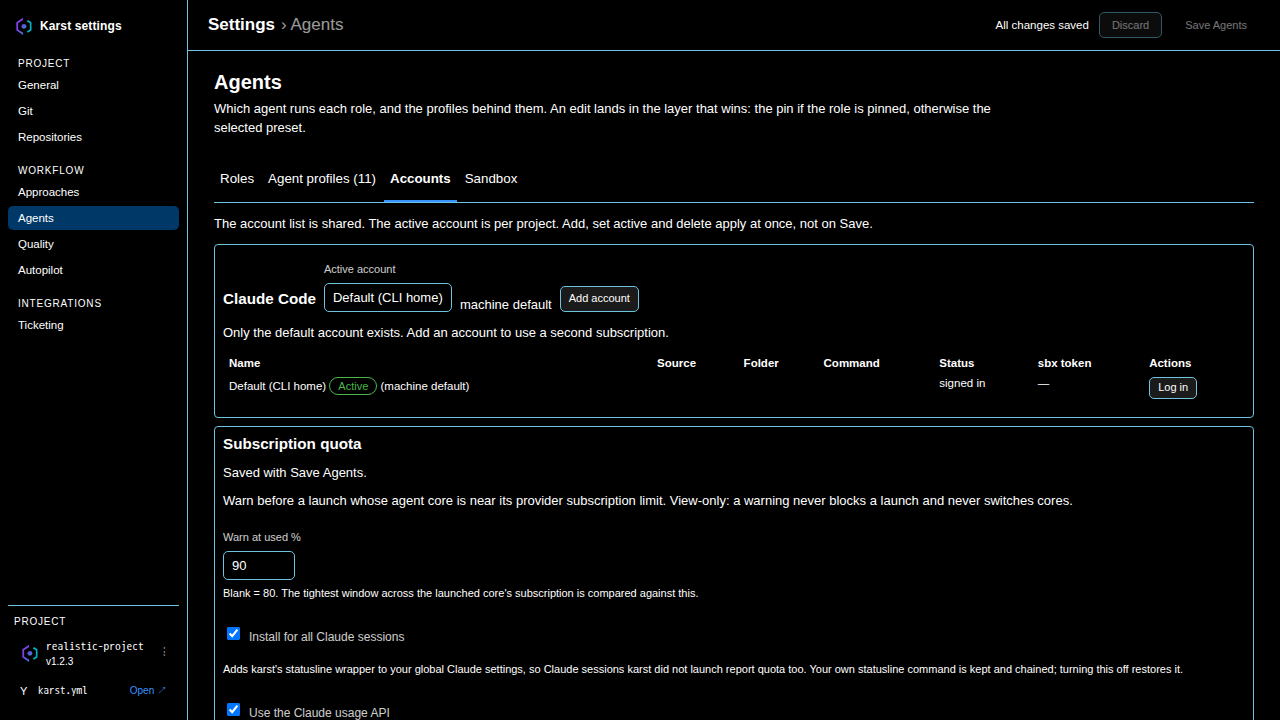 Karst settings
PROJECT
General
Git
Repositories
WORKFLOW
Approaches
Agents
Quality
Autopilot
INTEGRATIONS
Ticketing
PROJECT
realistic-project
v1.2.3
⋮
Y karst.yml Open ↗
Settings › Agents
All changes saved Discard Save Agents
Agents
Which agent runs each role, and the profiles behind them. An edit lands in the layer that wins: the pin if the role is pinned, otherwise the
selected preset.
Roles Agent profiles (11) Accounts Sandbox
The account list is shared. The active account is per project. Add, set active and delete apply at once, not on Save.
Active account
Claude Code Default (CLI home) machine default Add account
Only the default account exists. Add an account to use a second subscription.
Name Source Folder Command Status sbx token Actions
Default (CLI home) Active (machine default) signed in — Log in
Subscription quota
Saved with Save Agents.
Warn before a launch whose agent core is near its provider subscription limit. View-only: a warning never blocks a launch and never switches cores.
Warn at used %
90
Blank = 80. The tightest window across the launched core's subscription is compared against this.
Install for all Claude sessions
Adds karst's statusline wrapper to your global Claude settings, so Claude sessions karst did not launch report quota too. Your own statusline command is kept and chained; turning this off restores it.
Use the Claude usage API